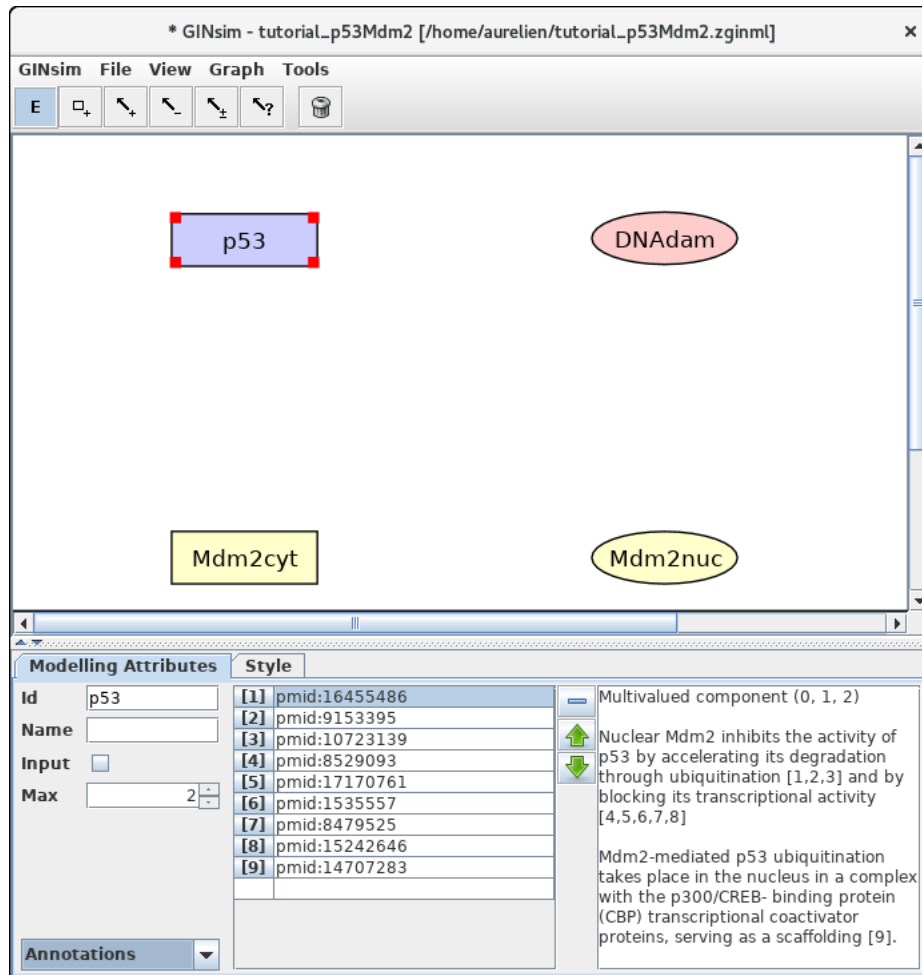 * GINsim - tutorial_p53Mdm2 [/home/aurelien/tutorial_p53Mdm2.zginml] ×
GINsim File View Graph Tools
E + + - ± ?
p53 DNAdam
Mdm2cyt Mdm2nuc
Modelling Attributes Style
Id p53
Name
Input
Max 2
[1] pmid:16455486
[2] pmid:9153395
[3] pmid:10723139
[4] pmid:8529093
[5] pmid:17170761
[6] pmid:1535557
[7] pmid:8479525
[8] pmid:15242646
[9] pmid:14707283
Annotations
Multivalued component (0, 1, 2)
Nuclear Mdm2 inhibits the activity of
p53 by accelerating its degradation
through ubiquitination [1,2,3] and by
blocking its transcriptional activity
[4,5,6,7,8]
Mdm2-mediated p53 ubiquitination
takes place in the nucleus in a complex
with the p300/CREB- binding protein
(CBP) transcriptional coactivator
proteins, serving as a scaffolding [9].